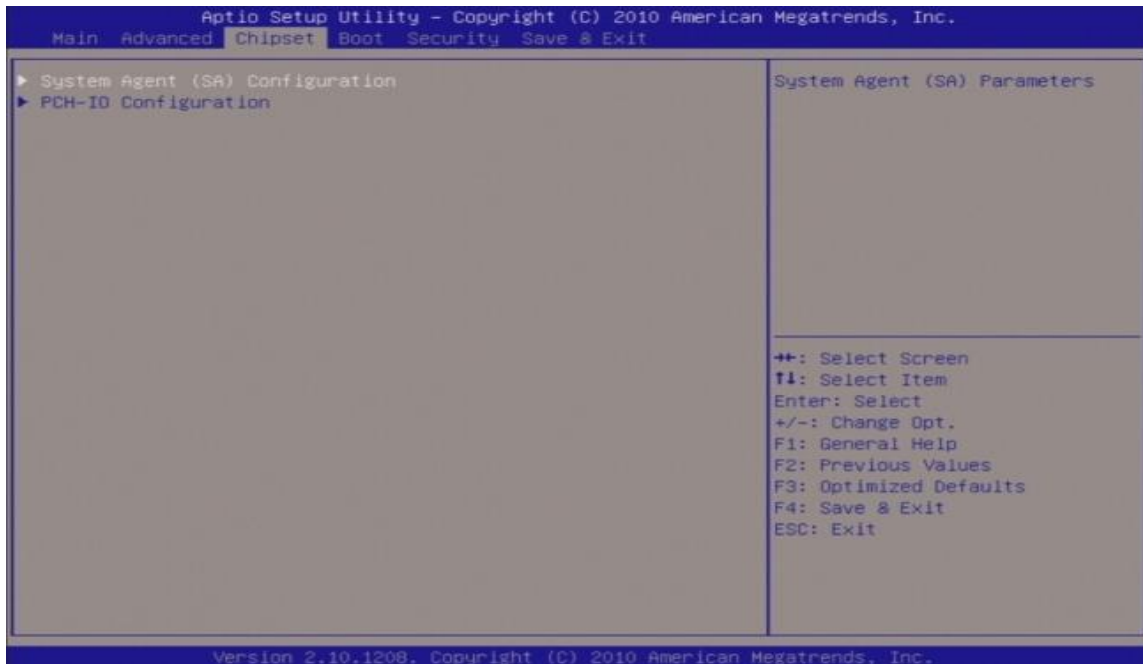 Aptio Setup Utility – Copyright (C) 2010 American Megatrends, Inc.
Main Advanced Chipset Boot Security Save & Exit
► System Agent (SA) Configuration
► PCH-IO Configuration
System Agent (SA) Parameters
→←: Select Screen
↑↓: Select Item
Enter: Select
+/-: Change Opt.
F1: General Help
F2: Previous Values
F3: Optimized Defaults
F4: Save & Exit
ESC: Exit
Version 2.10.1208. Copyright (C) 2010 American Megatrends, Inc.